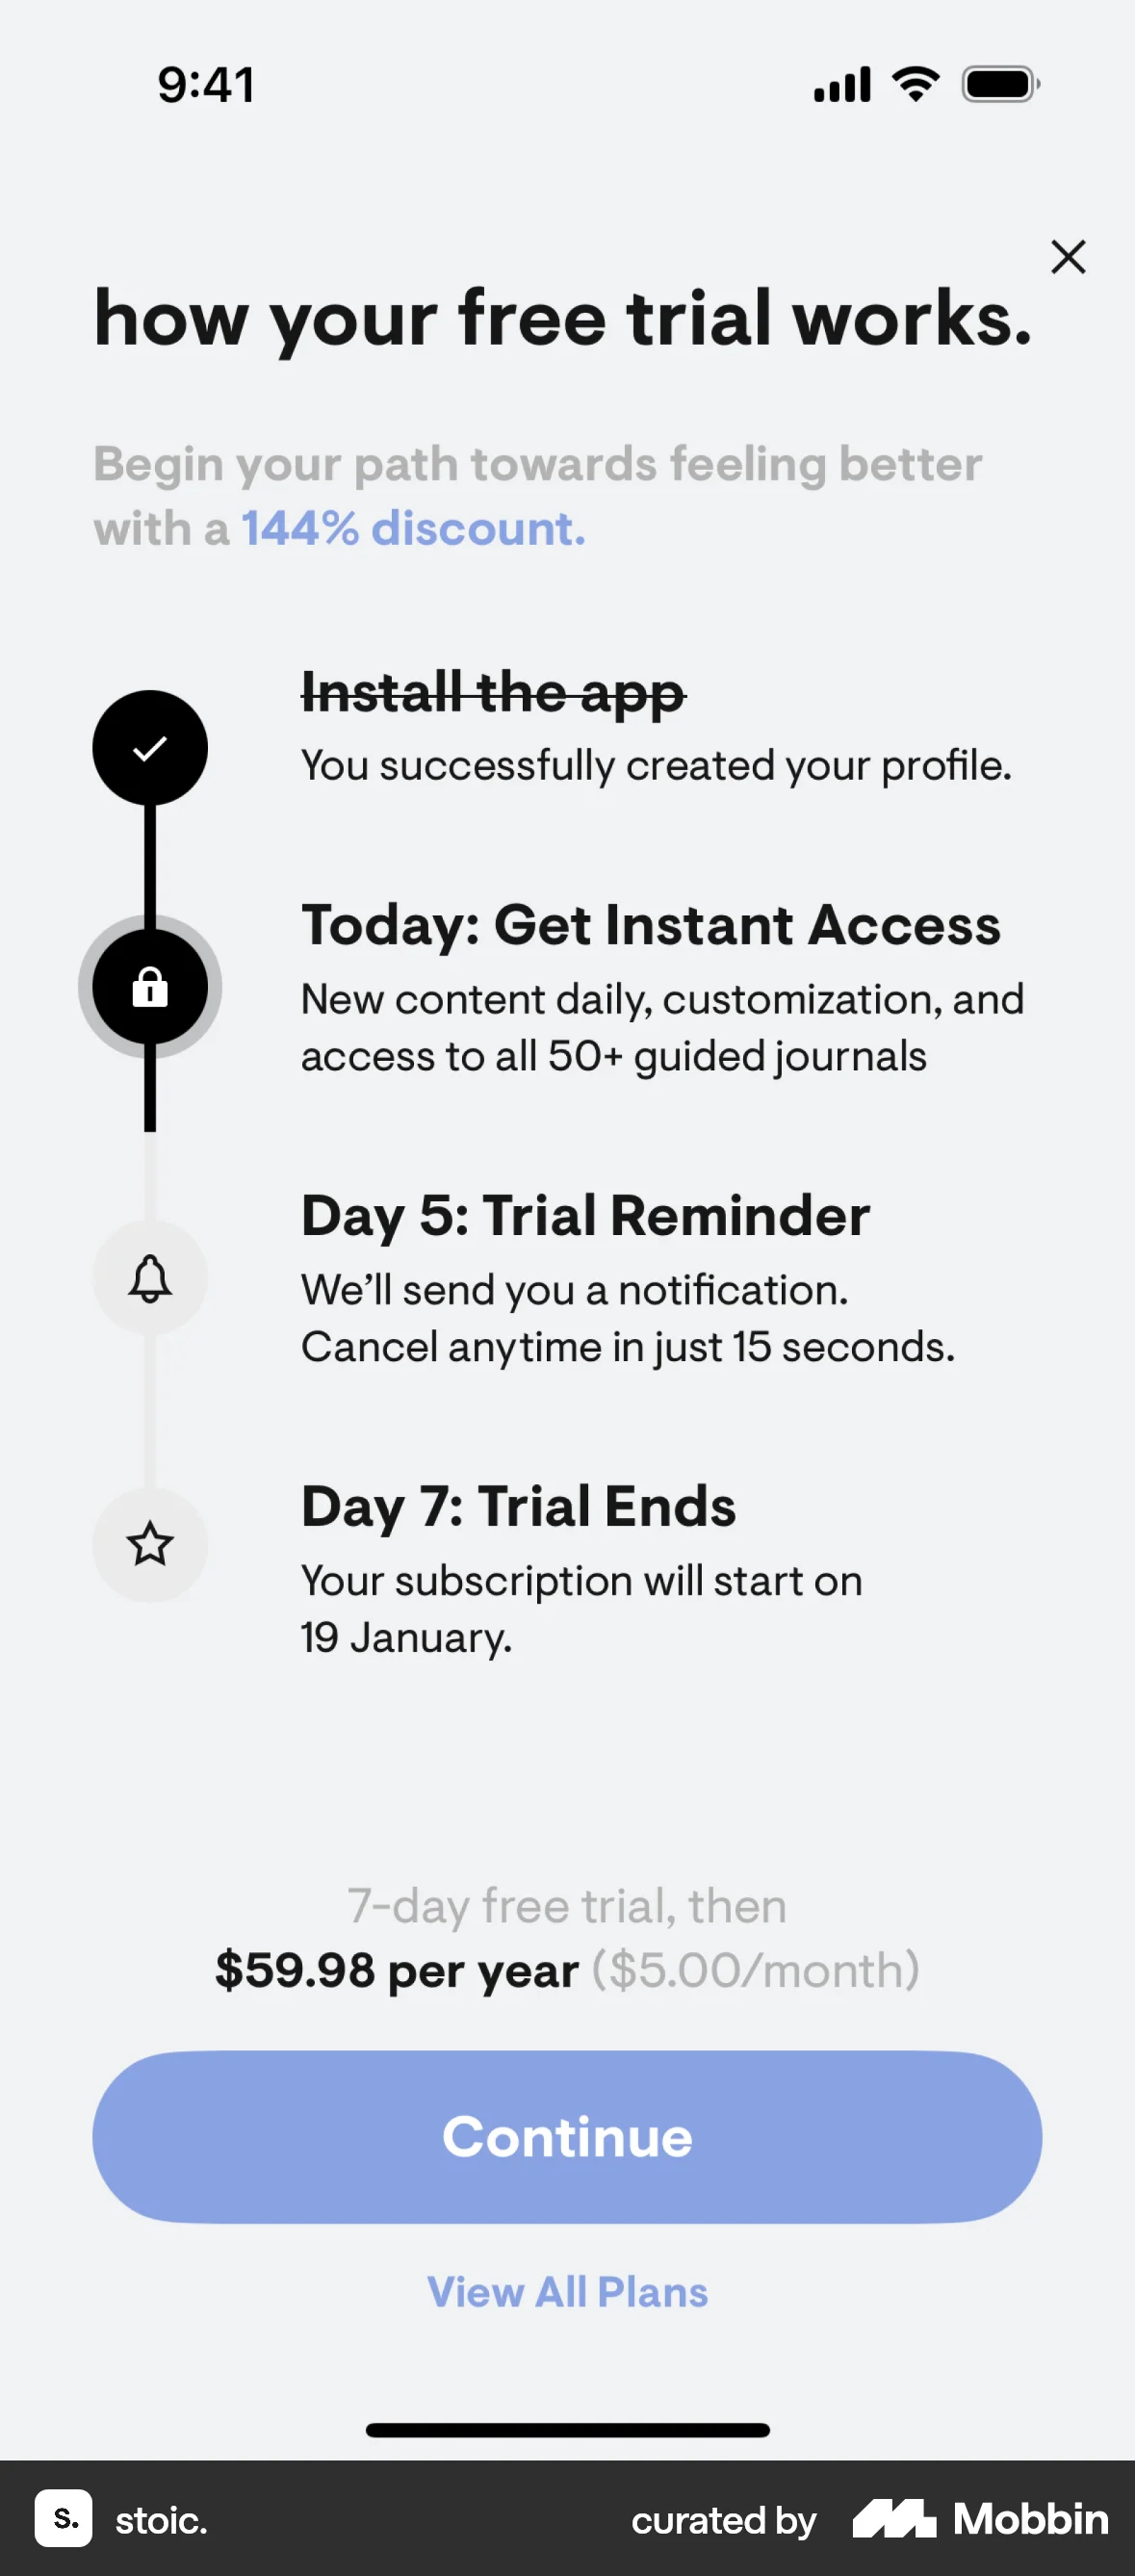 9:41
how your free trial works.
Begin your path towards feeling better
with a 144% discount.
Install the app
You successfully created your profile.
Today: Get Instant Access
New content daily, customization, and
access to all 50+ guided journals
Day 5: Trial Reminder
We’ll send you a notification.
Cancel anytime in just 15 seconds.
Day 7: Trial Ends
Your subscription will start on
19 January.
7-day free trial, then
$59.98 per year ($5.00/month)
Continue
View All Plans
s. stoic. curated by Mobbin